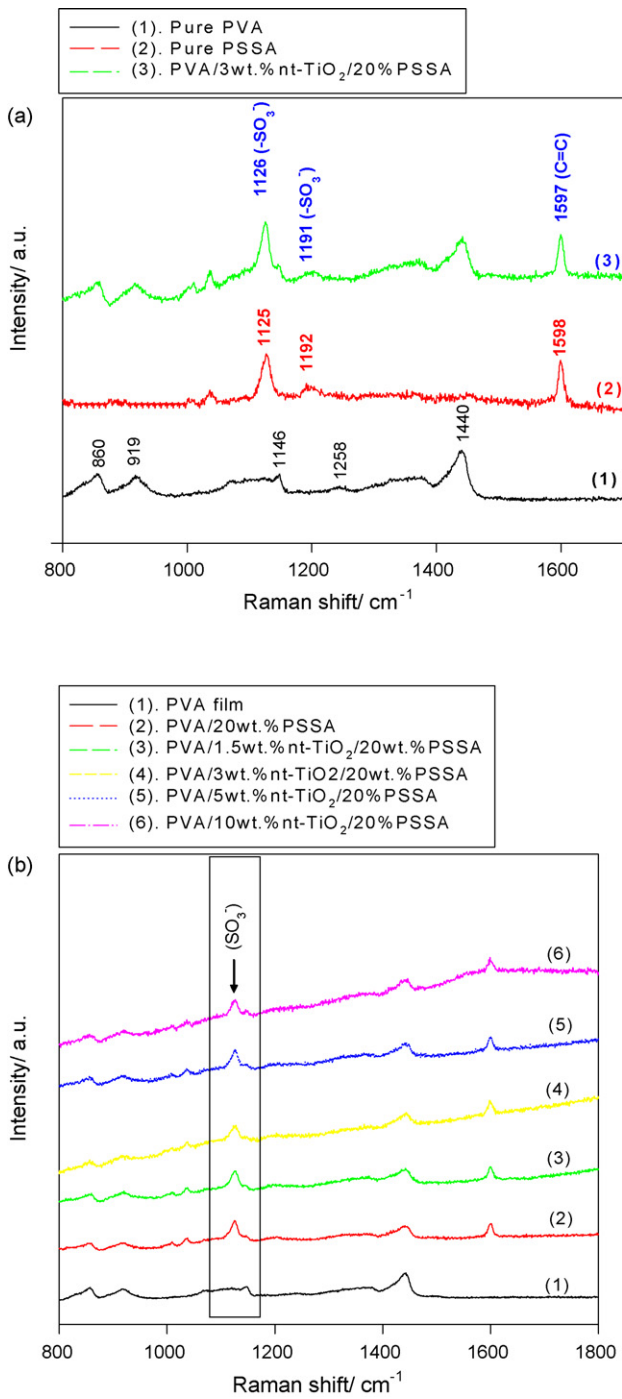 (1). Pure PVA
(2). Pure PSSA
(3). PVA/3wt.%nt-TiO₂/20%PSSA
(a)
1126 (-SO₃⁻)
1191 (-SO₃⁻)
1597 (C=C)
(3)
1125
1192
1598
(2)
860
919
1146
1258
1440
(1)
Intensity/ a.u.
800 1000 1200 1400 1600
Raman shift/ cm⁻¹
(1). PVA film
(2). PVA/20wt.%PSSA
(3). PVA/1.5wt.%nt-TiO₂/20wt.%PSSA
(4). PVA/3wt.%nt-TiO2/20wt.%PSSA
(5). PVA/5wt.%nt-TiO₂/20%PSSA
(6). PVA/10wt.%nt-TiO₂/20%PSSA
(b)
(SO₃⁻)
(6)
(5)
(4)
(3)
(2)
(1)
Intensity/ a.u.
800 1000 1200 1400 1600 1800
Raman shift/ cm⁻¹